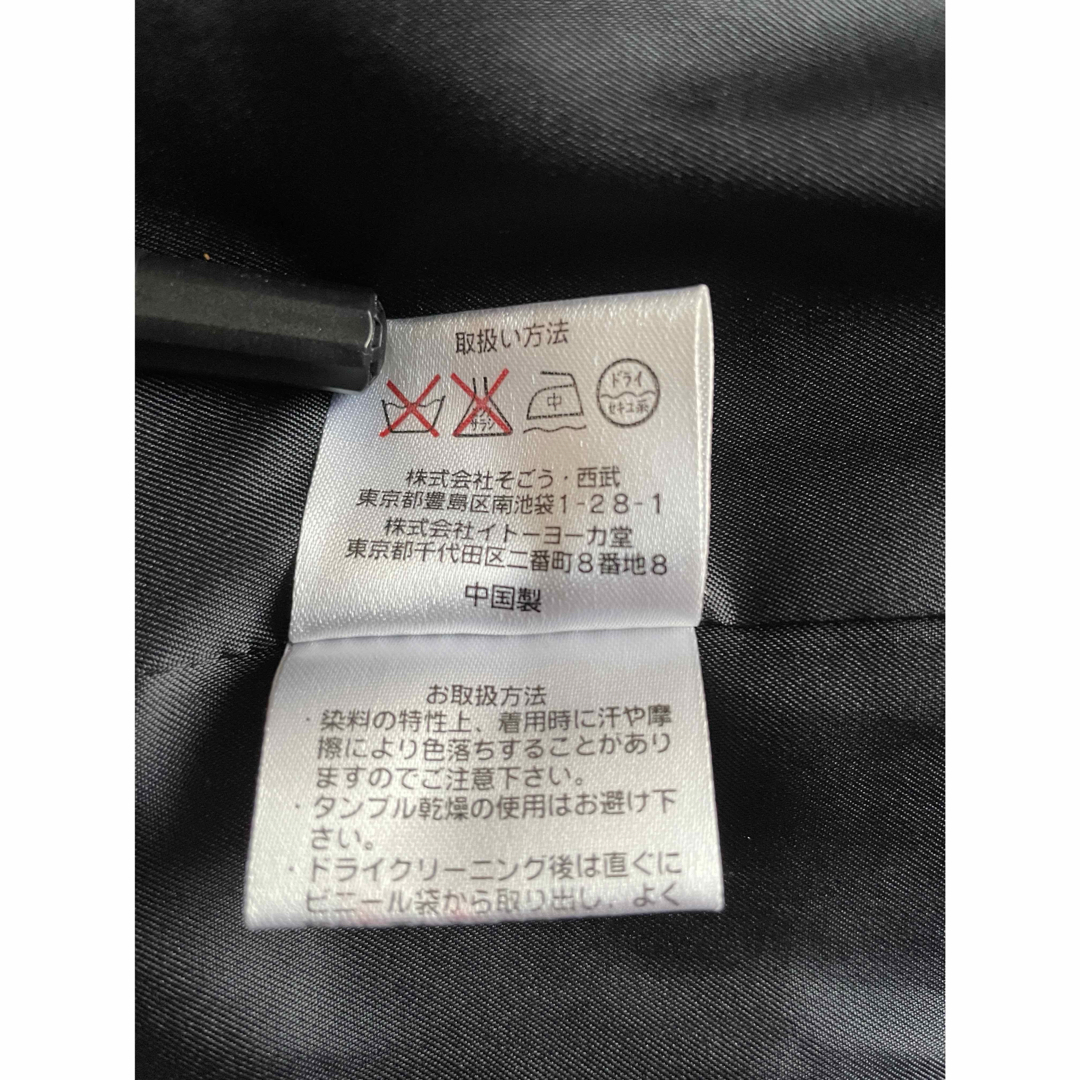 取扱い方法
サラシ 中 ドライ
セキユ系
株式会社そごう・西武
東京都豊島区南池袋1-28-1
株式会社イトーヨーカ堂
東京都千代田区二番町8番地8
中国製
お取扱方法
・染料の特性上、着用時に汗や摩
擦により色落ちすることがあり
ますのでご注意下さい。
・タンブル乾燥の使用はお避け下
さい。
・ドライクリーニング後は直ぐに
ビニール袋から取り出し、よく